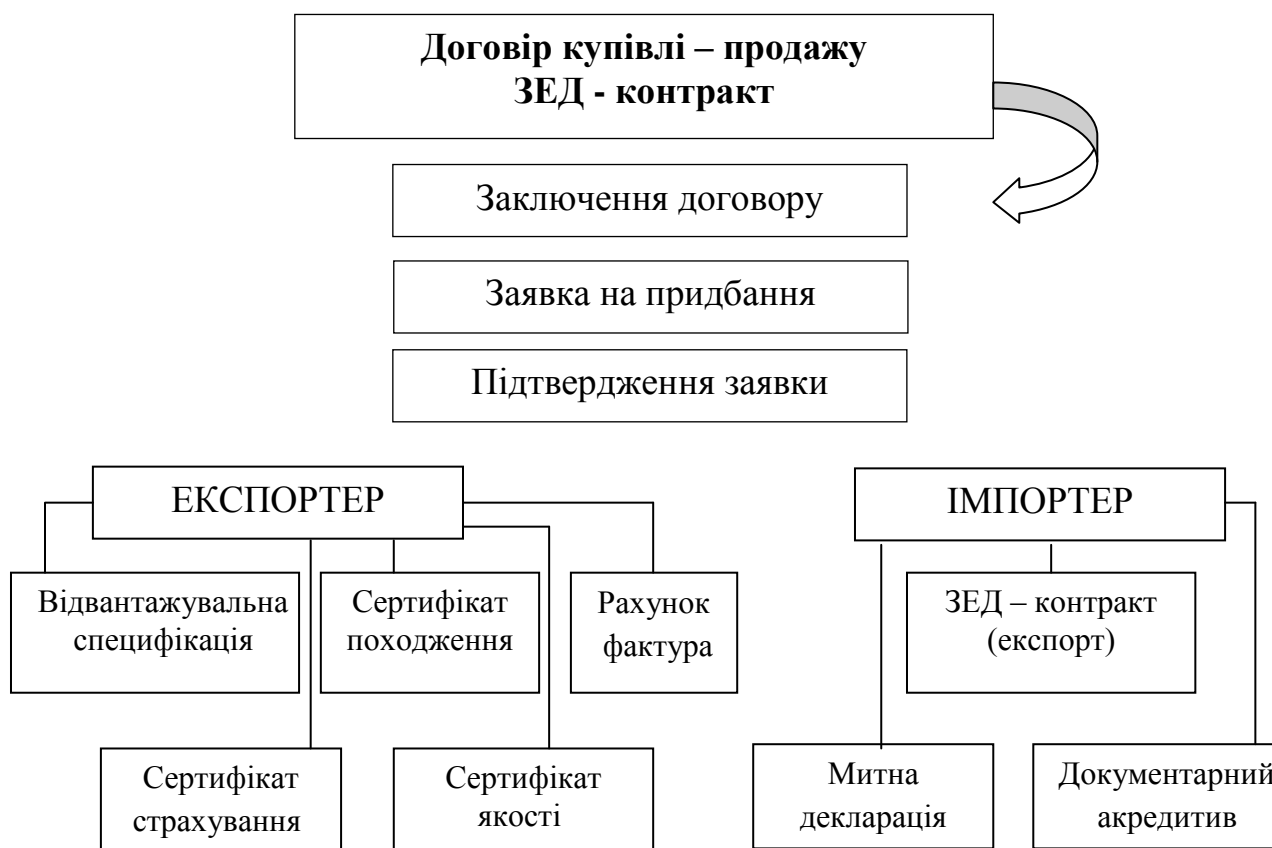 Договір купівлі – продажу
ЗЕД - контракт
Заключення договору
Заявка на придбання
Підтвердження заявки
ЕКСПОРТЕР
ІМПОРТЕР
Відвантажувальна
специфікація
Сертифікат
походження
Рахунок
фактура
ЗЕД – контракт
(експорт)
Сертифікат
страхування
Сертифікат
якості
Митна
декларація
Документарний
акредитив